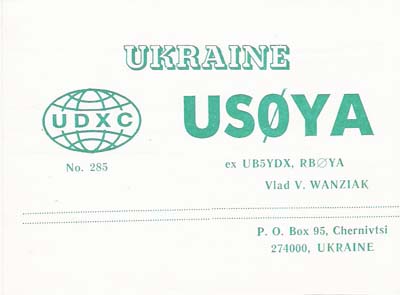 UKRAINE
USØYA
UDXC
No. 285
ex UB5YDX, RBØYA
Vlad V. WANZIAK
P. O. Box 95, Chernivtsi
274000, UKRAINE